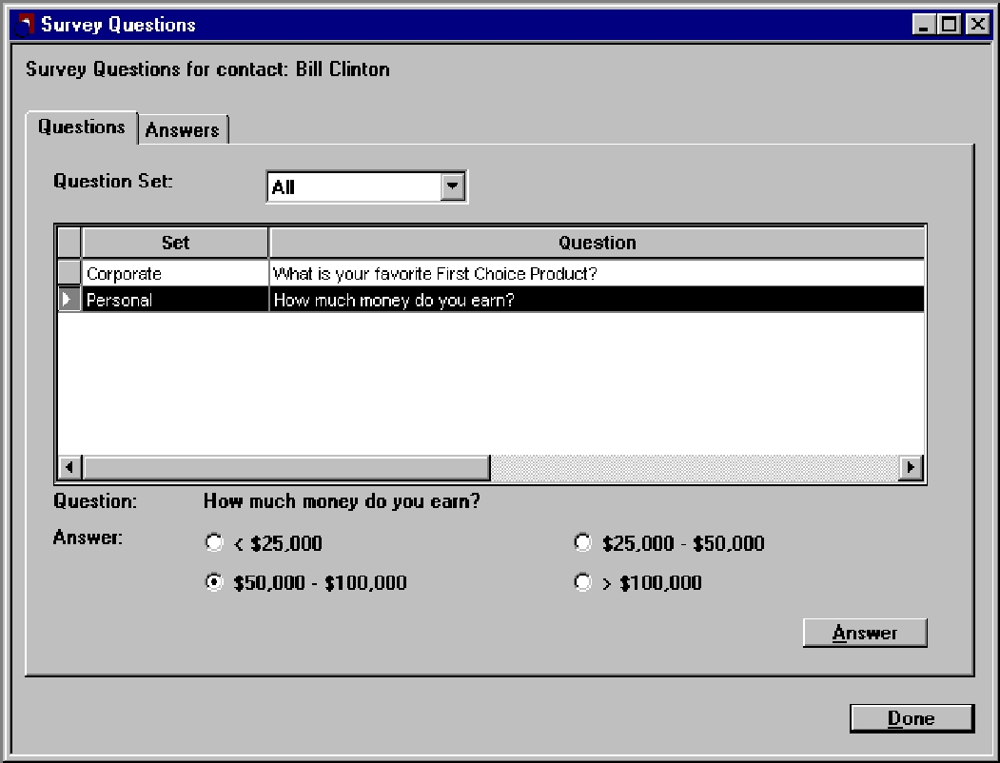 Survey Questions
Survey Questions for contact: Bill Clinton
Questions Answers
Question Set: All
Set Question
Corporate What is your favorite First Choice Product?
Personal How much money do you earn?
Question: How much money do you earn?
Answer: < $25,000 $25,000 - $50,000
$50,000 - $100,000 > $100,000
Answer
Done